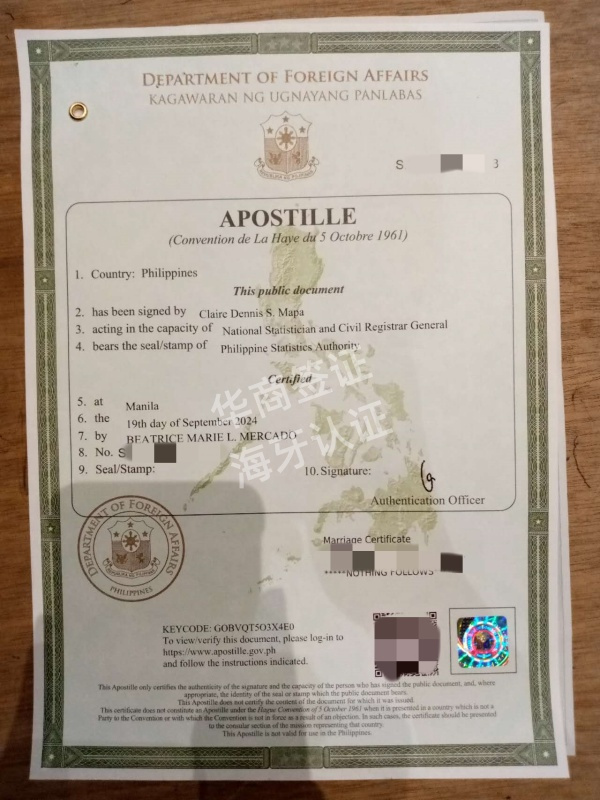 DEPARTMENT OF FOREIGN AFFAIRS
KAGAWARAN NG UGNAYANG PANLABAS
S 3
APOSTILLE
(Convention de La Haye du 5 Octobre 1961)
1. Country: Philippines
This public document
2. has been signed by Claire Dennis S. Mapa
3. acting in the capacity of National Statistician and Civil Registrar General
4. bears the seal/stamp of Philippine Statistics Authority
Certified
5. at Manila
6. the 19th day of September 2024
7. by BEATRICE MARIE L. MERCADO
8. No. S
9. Seal/Stamp: 10. Signature:
华商签证
海牙认证
Authentication Officer
DEPARTMENT OF FOREIGN AFFAIRS
PHILIPPINES
Marriage Certificate
*****NOTHING FOLLOWS*****
KEYCODE: GOBVQT5O3X4E0
To view/verify this document, please log-in to
https://www.apostille.gov.ph
and follow the instructions indicated.
This Apostille only certifies the authenticity of the signature and the capacity of the person who has signed the public document, and, where
appropriate, the identity of the seal or stamp which the public document bears.
This Apostille does not certify the content of the document for which it was issued.
This certificate does not constitute an Apostille under the Hague Convention of 5 October 1961 when it is presented in a country which is not a
Party to the Convention or with which the Convention is not in force as a result of an objection. In such cases, the certificate should be presented
to the consular section of the mission representing that country.
This Apostille is not valid for use in the Philippines.